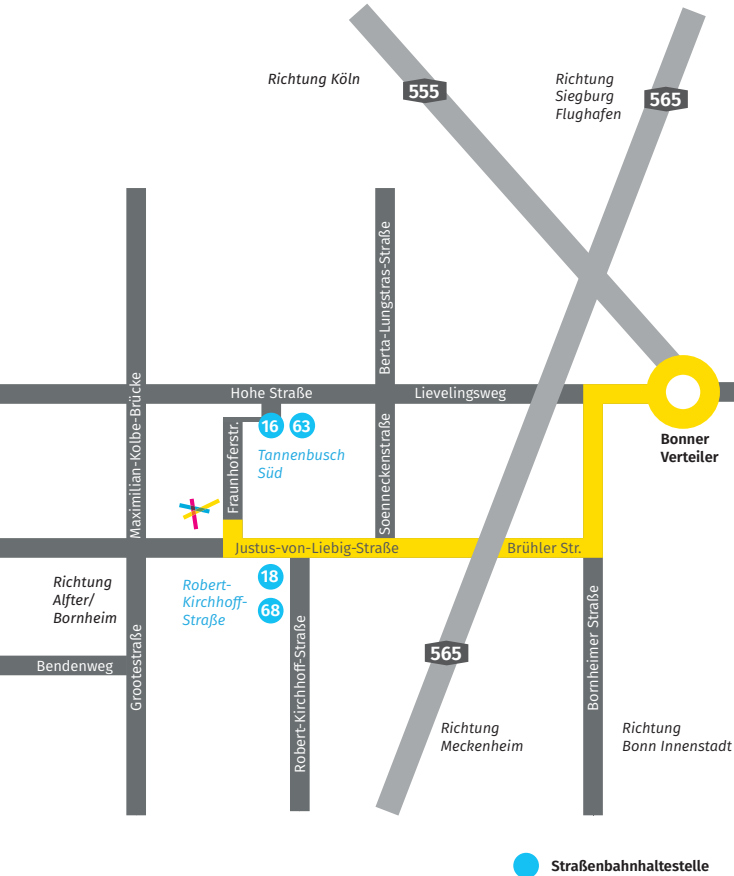 Richtung Köln
555
Richtung
Siegburg
Flughafen
565
Berta-Lungstras-Straße
Maximilian-Kolbe-Brücke
Hohe Straße
Lievelingsweg
16
63
Tannenbusch
Süd
Fraunhoferstr.
Soenneckenstraße
Bonner
Verteiler
Justus-von-Liebig-Straße
Brühler Str.
Richtung
Alfter/
Bornheim
Robert-
Kirchhoff-
Straße
18
68
Grootestraße
Bendenweg
Robert-Kirchhoff-Straße
565
Bornheimer Straße
Richtung
Meckenheim
Richtung
Bonn Innenstadt
Straßenbahnhaltestelle